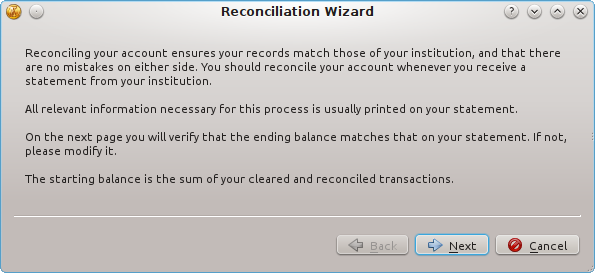 Reconciliation Wizard
Reconciling your account ensures your records match those of your institution, and that there
are no mistakes on either side. You should reconcile your account whenever you receive a
statement from your institution.
All relevant information necessary for this process is usually printed on your statement.
On the next page you will verify that the ending balance matches that on your statement. If not,
please modify it.
The starting balance is the sum of your cleared and reconciled transactions.
Back Next Cancel